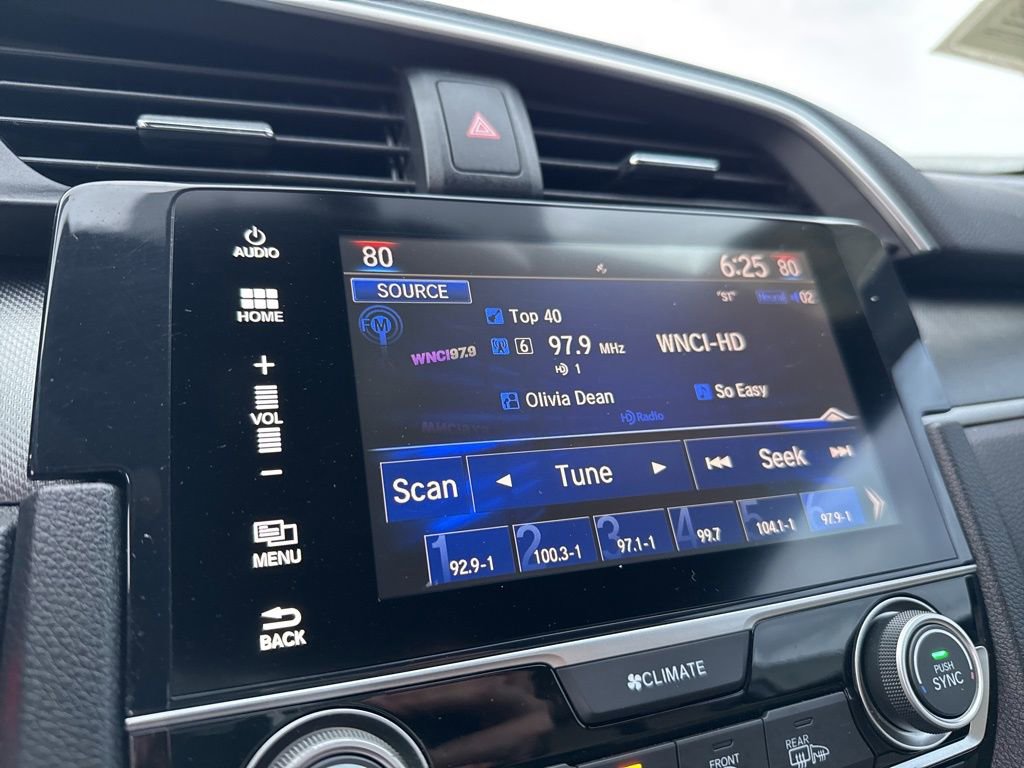 AUDIO
HOME
+
VOL
−
MENU
BACK
80
6:25 80
SOURCE
"ST"
02
FM
Top 40
WNCI97.9
6 97.9 MHz
WNCI-HD
HD 1
Olivia Dean
So Easy
HD Radio
Scan
Tune
Seek
1 92.9-1
2 100.3-1
3 97.1-1
4 99.7
5 104.1-1
6 97.9-1
CLIMATE
PUSH
SYNC
FRONT
REAR